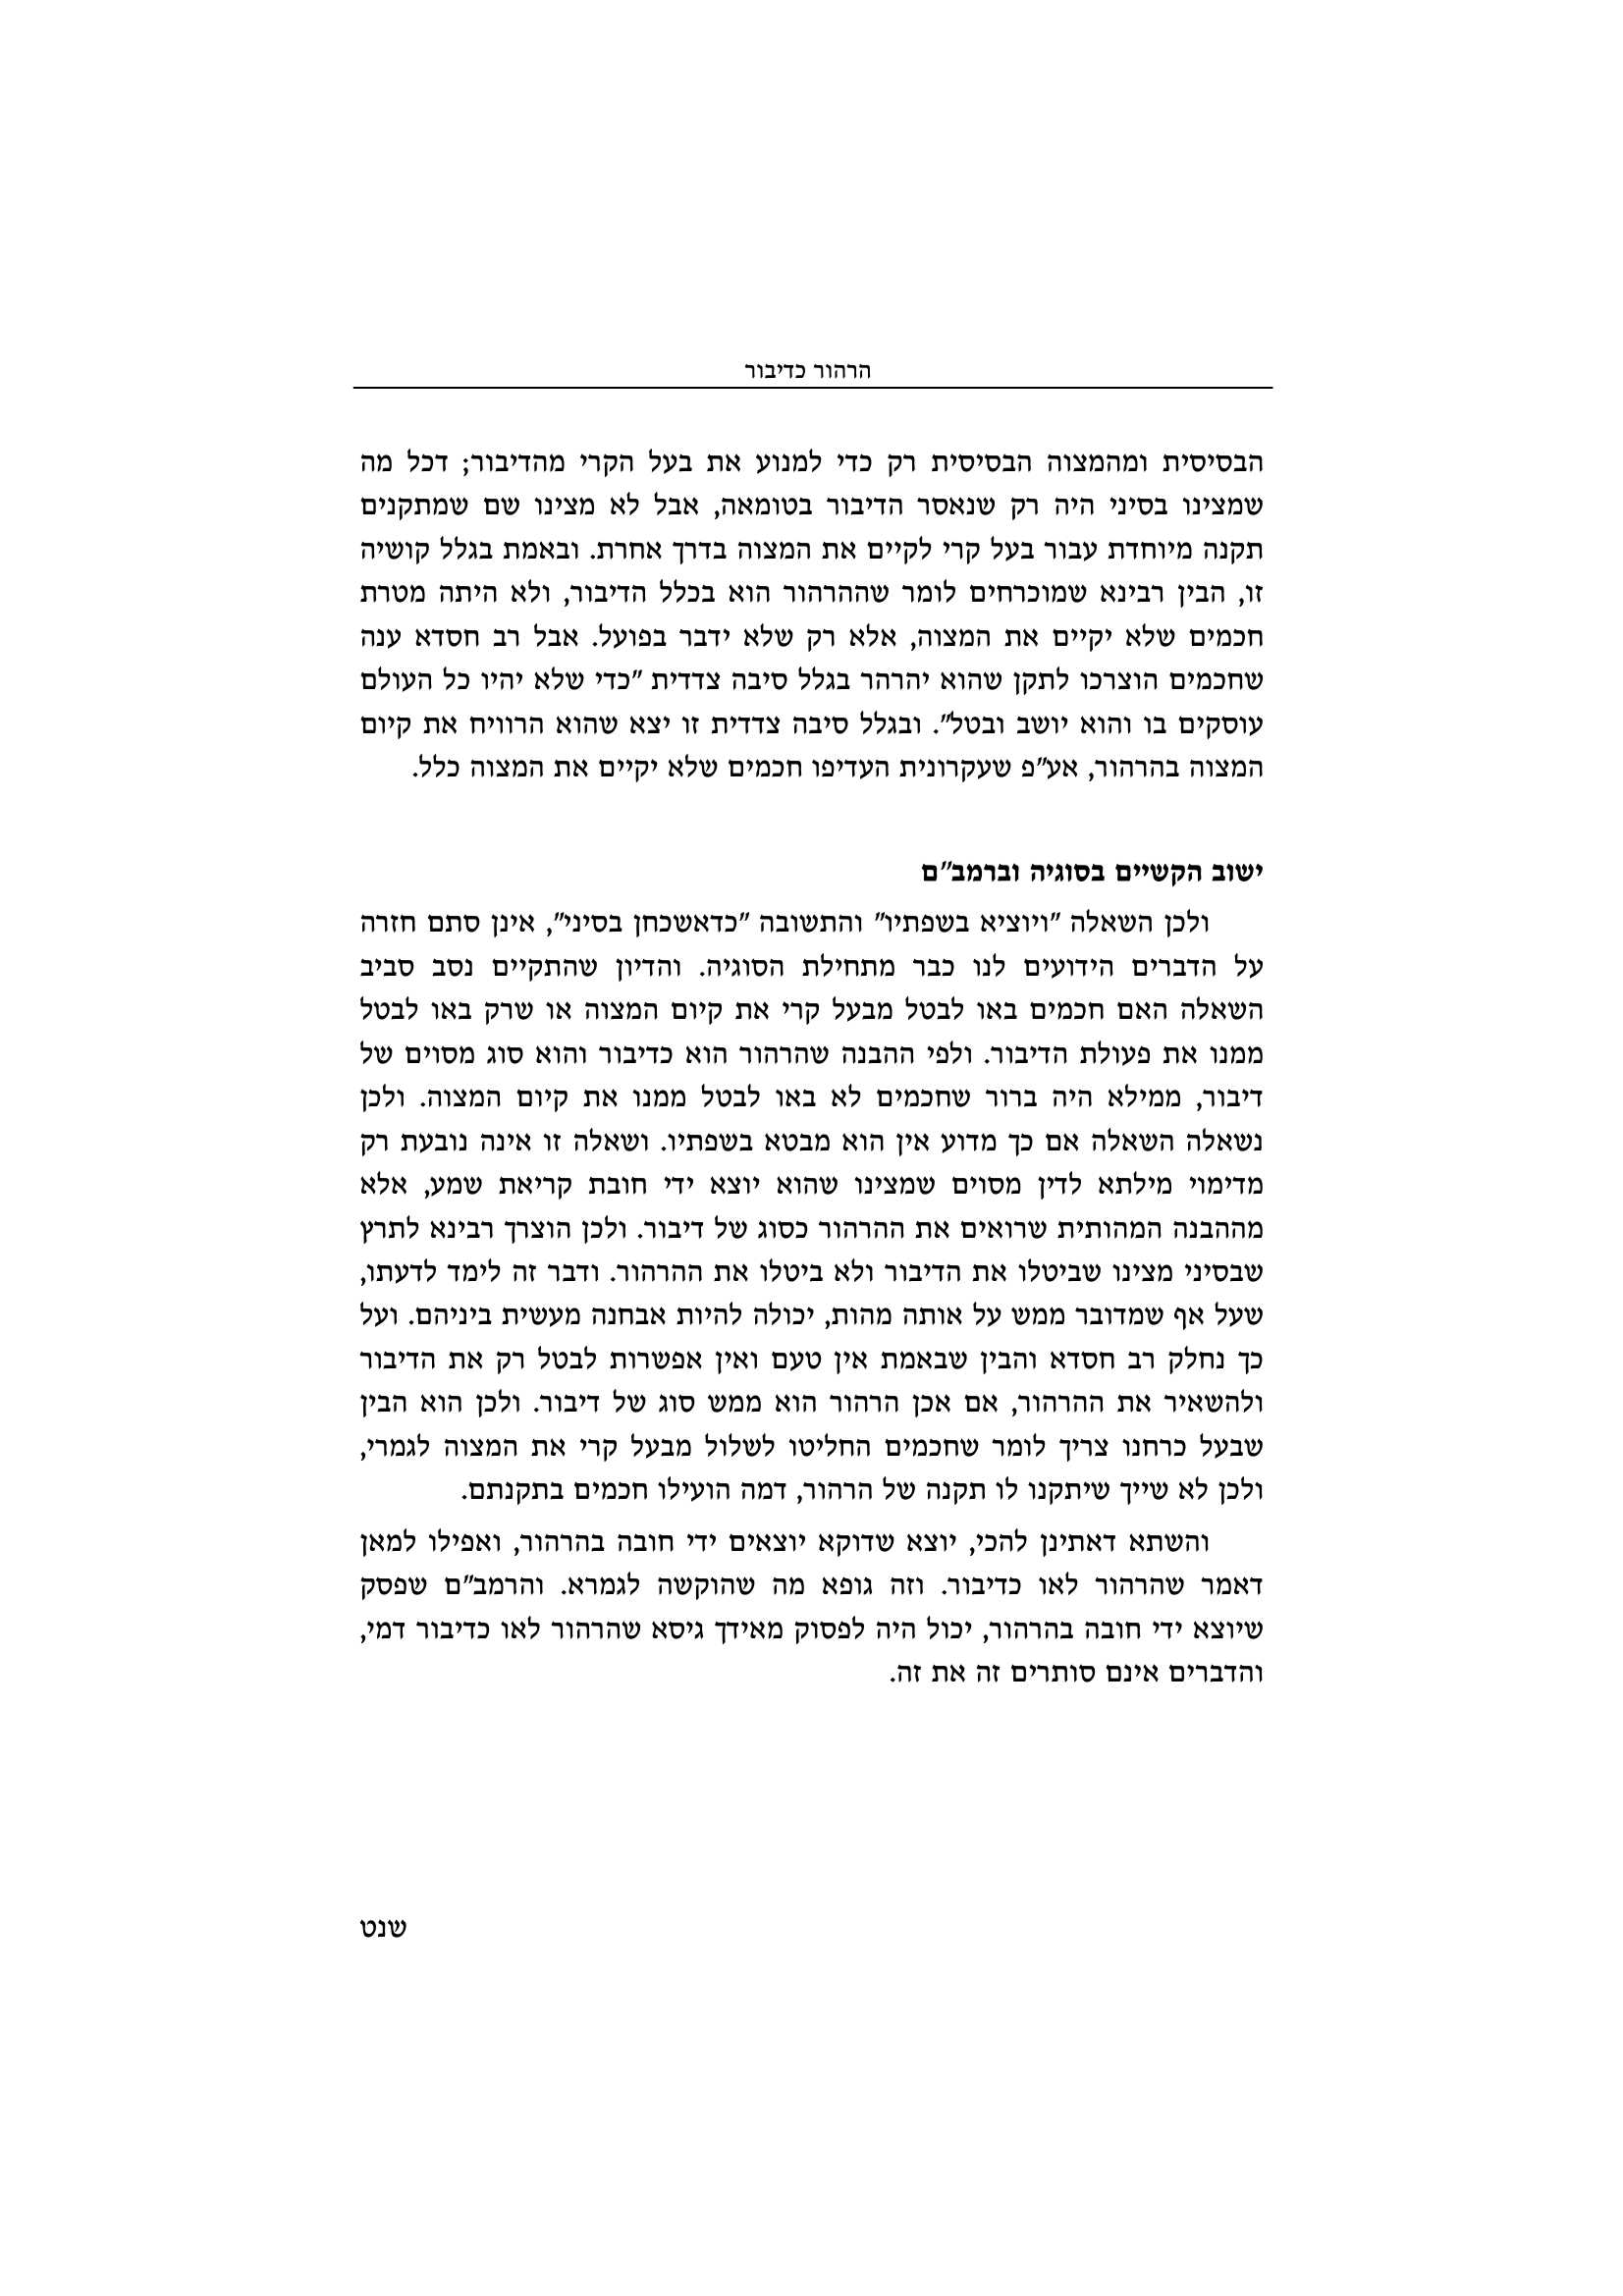 הרהור כדיבור
הבסיסית ומהמצוה הבסיסית רק כדי למנוע את בעל הקרי מהדיבור; דכל מה
שמצינו בסיני היה רק שנאסר הדיבור בטומאה, אבל לא מצינו שם שמתקנים
תקנה מיוחדת עבור בעל קרי לקיים את המצוה בדרך אחרת. ובאמת בגלל קושיה
זו, הבין רבינא שמוכרחים לומר שההרהור הוא בכלל הדיבור, ולא היתה מטרת
חכמים שלא יקיים את המצוה, אלא רק שלא ידבר בפועל. אבל רב חסדא ענה
שחכמים הוצרכו לתקן שהוא יהרהר בגלל סיבה צדדית "כדי שלא יהיו כל העולם
עוסקים בו והוא יושב ובטל". ובגלל סיבה צדדית זו יצא שהוא הרוויח את קיום
המצוה בהרהור, אע"פ שעקרונית העדיפו חכמים שלא יקיים את המצוה כלל.
ישוב הקשיים בסוגיה וברמב"ם
ולכן השאלה "ויוציא בשפתיו" והתשובה "כדאשכחן בסיני", אינן סתם חזרה
על הדברים הידועים לנו כבר מתחילת הסוגיה. והדיון שהתקיים נסב סביב
השאלה האם חכמים באו לבטל מבעל קרי את קיום המצוה או שרק באו לבטל
ממנו את פעולת הדיבור. ולפי ההבנה שהרהור הוא כדיבור והוא סוג מסוים של
דיבור, ממילא היה ברור שחכמים לא באו לבטל ממנו את קיום המצוה. ולכן
נשאלה השאלה אם כך מדוע אין הוא מבטא בשפתיו. ושאלה זו אינה נובעת רק
מדימוי מילתא לדין מסוים שמצינו שהוא יוצא ידי חובת קריאת שמע, אלא
מההבנה המהותית שרואים את ההרהור כסוג של דיבור. ולכן הוצרך רבינא לתרץ
שבסיני מצינו שביטלו את הדיבור ולא ביטלו את ההרהור. ודבר זה לימד לדעתו,
שעל אף שמדובר ממש על אותה מהות, יכולה להיות אבחנה מעשית ביניהם. ועל
כך נחלק רב חסדא והבין שבאמת אין טעם ואין אפשרות לבטל רק את הדיבור
ולהשאיר את ההרהור, אם אכן הרהור הוא ממש סוג של דיבור. ולכן הוא הבין
שבעל כרחנו צריך לומר שחכמים החליטו לשלול מבעל קרי את המצוה לגמרי,
ולכן לא שייך שיתקנו לו תקנה של הרהור, דמה הועילו חכמים בתקנתם.
והשתא דאתינן להכי, יוצא שדוקא יוצאים ידי חובה בהרהור, ואפילו למאן
דאמר שהרהור לאו כדיבור. וזה גופא מה שהוקשה לגמרא. והרמב"ם שפסק
שיוצא ידי חובה בהרהור, יכול היה לפסוק מאידך גיסא שהרהור לאו כדיבור דמי,
והדברים אינם סותרים זה את זה.
שנט